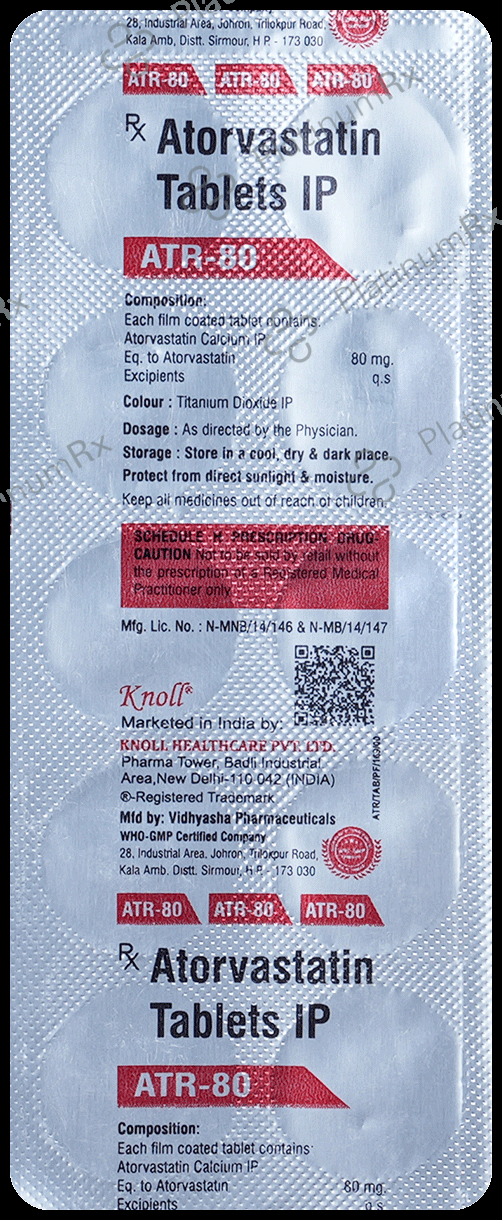 28, Industrial Area, Johron, Trilokpur Road,
Kala Amb, Distt. Sirmour, H.P. - 173 030
ATR-80 ATR-80 ATR-80
Rx Atorvastatin
Tablets IP
ATR-80
Composition:
Each film coated tablet contains:
Atorvastatin Calcium IP
Eq. to Atorvastatin 80 mg.
Excipients q.s
Colour : Titanium Dioxide IP
Dosage : As directed by the Physician.
Storage : Store in a cool, dry & dark place.
Protect from direct sunlight & moisture.
Keep all medicines out of reach of children.
SCHEDULE H PRESCRIPTION DRUG-
CAUTION Not to be sold by retail without
the prescription of a Registered Medical
Practitioner only
Mfg. Lic. No. : N-MNB/14/146 & N-MB/14/147
Knoll®
Marketed in India by:
KNOLL HEALTHCARE PVT. LTD.
Pharma Tower, Badli Industrial
Area, New Delhi-110 042 (INDIA)
®-Registered Trademark
Mfd by: Vidhyasha Pharmaceuticals
WHO-GMP Certified Company
28, Industrial Area, Johron, Trilokpur Road,
Kala Amb. Distt. Sirmour, H.P. - 173 030
ATR/TAB/PF/163/00
ATR-80 ATR-80 ATR-80
Rx Atorvastatin
Tablets IP
ATR-80
Composition:
Each film coated tablet contains:
Atorvastatin Calcium IP
Eq. to Atorvastatin 80 mg.
Excipients q.s
PlatinumRx